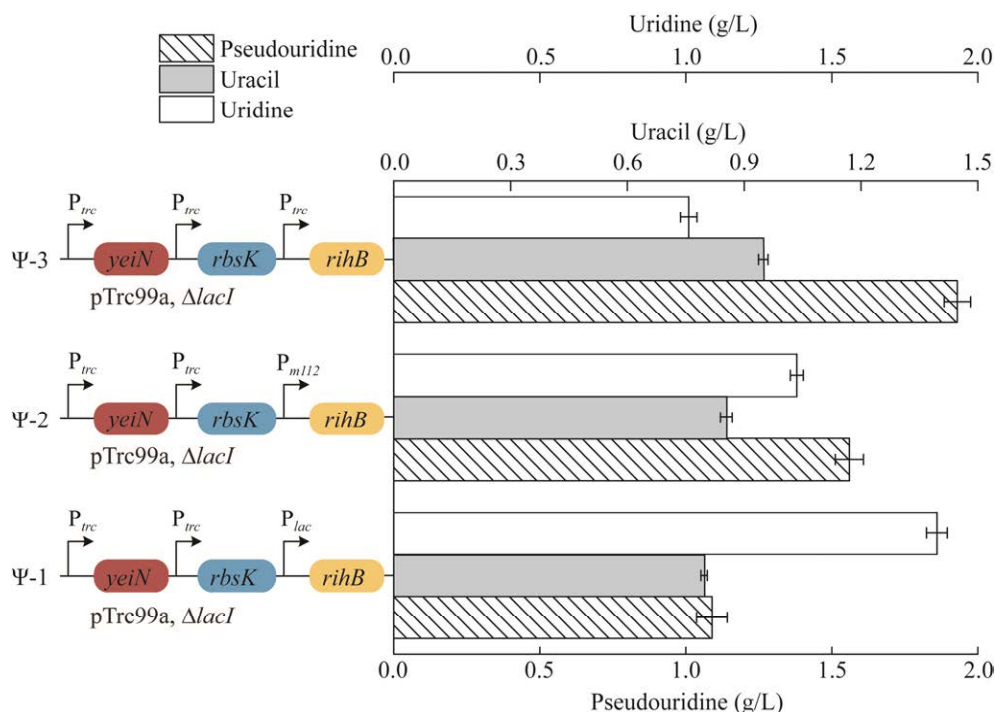 Uridine (g/L)
0.0 0.5 1.0 1.5 2.0
Pseudouridine
Uracil
Uridine
Uracil (g/L)
0.0 0.3 0.6 0.9 1.2 1.5
Ptrc Ptrc Ptrc
Ψ-3 yeiN rbsK rihB
pTrc99a, ΔlacI
Ptrc Ptrc Pm112
Ψ-2 yeiN rbsK rihB
pTrc99a, ΔlacI
Ptrc Ptrc Plac
Ψ-1 yeiN rbsK rihB
pTrc99a, ΔlacI
0.0 0.5 1.0 1.5 2.0
Pseudouridine (g/L)